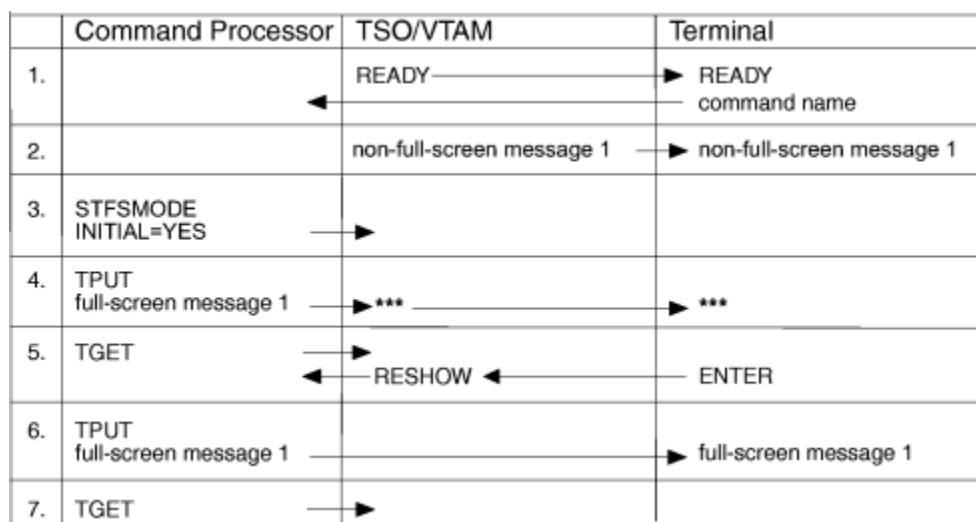 Command Processor TSO/VTAM Terminal
1. READY READY
command name
2. non-full-screen message 1 non-full-screen message 1
3. STFSMODE
INITIAL=YES
4. TPUT
full-screen message 1 *** ***
5. TGET
RESHOW ENTER
6. TPUT
full-screen message 1 full-screen message 1
7. TGET